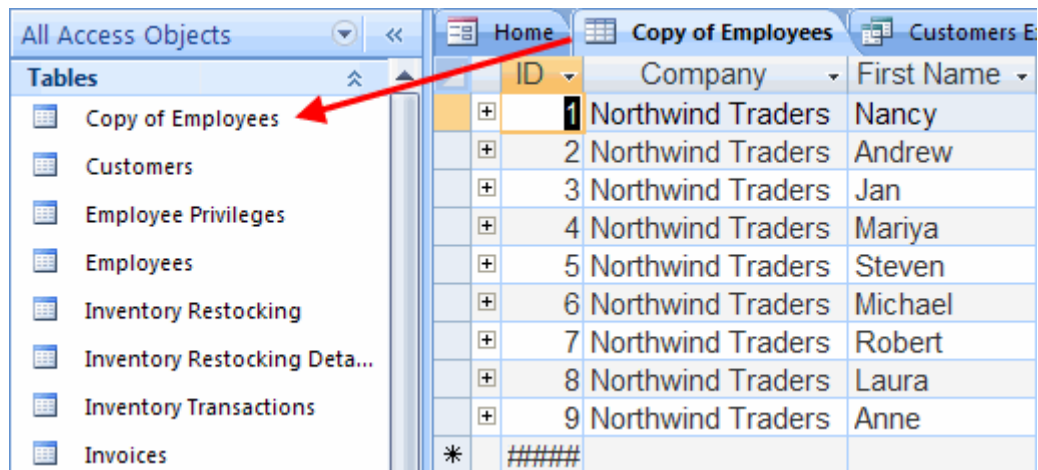 All Access Objects
Tables
Copy of Employees
Customers
Employee Privileges
Employees
Inventory Restocking
Inventory Restocking Deta...
Inventory Transactions
Invoices
Home Copy of Employees Customers E
ID Company First Name
1 Northwind Traders Nancy
2 Northwind Traders Andrew
3 Northwind Traders Jan
4 Northwind Traders Mariya
5 Northwind Traders Steven
6 Northwind Traders Michael
7 Northwind Traders Robert
8 Northwind Traders Laura
9 Northwind Traders Anne
* #####